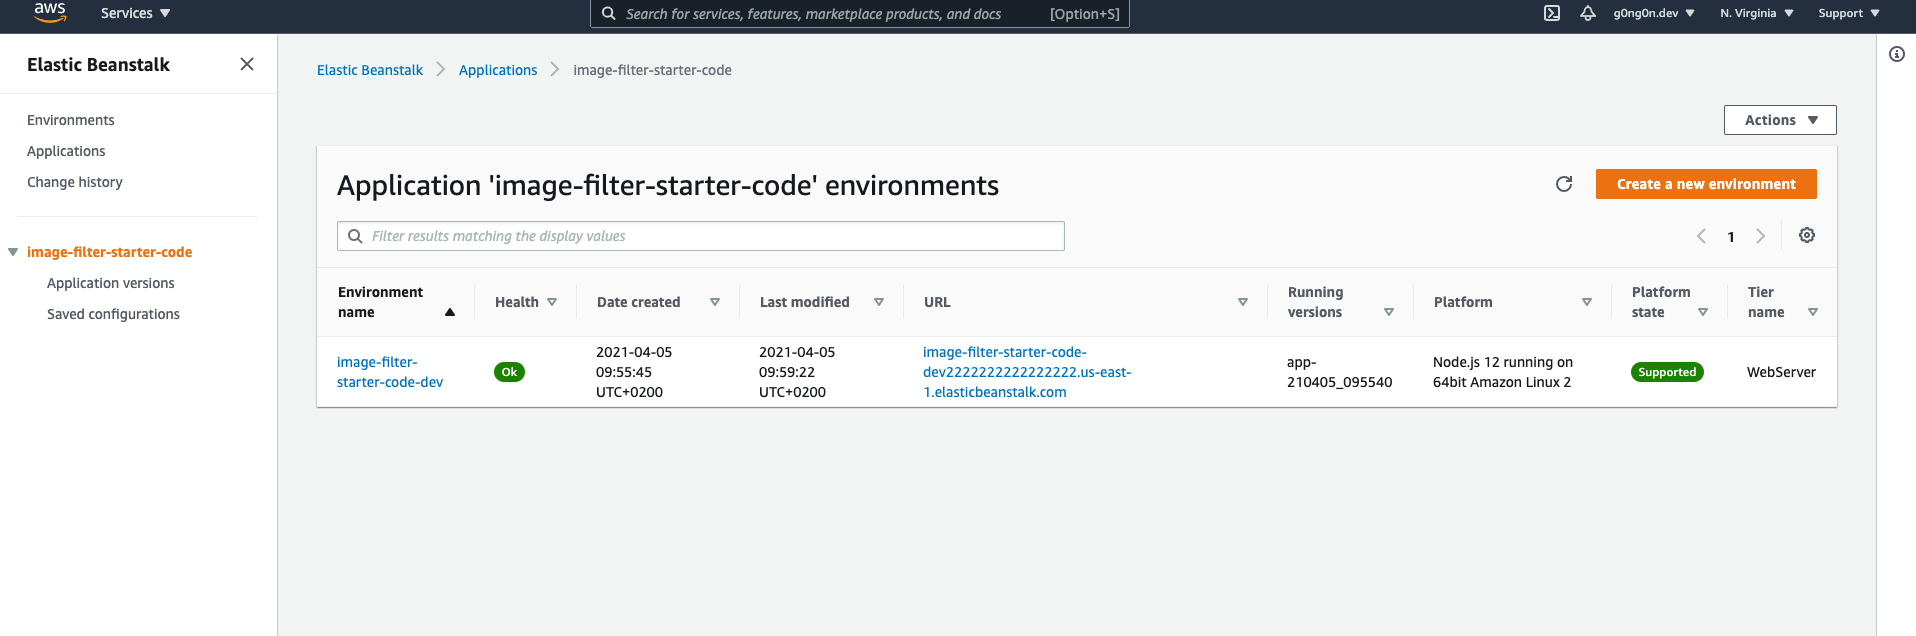 aws
Services
Search for services, features, marketplace products, and docs
[Option+S]
g0ng0n.dev
N. Virginia
Support
Elastic Beanstalk
Environments
Applications
Change history
image-filter-starter-code
Application versions
Saved configurations
Elastic Beanstalk
Applications
image-filter-starter-code
Actions
Application 'image-filter-starter-code' environments
Create a new environment
Filter results matching the display values
1
Environment
name
Health
Date created
Last modified
URL
Running
versions
Platform
Platform
state
Tier
name
image-filter-
starter-code-dev
Ok
2021-04-05
09:55:45
UTC+0200
2021-04-05
09:59:22
UTC+0200
image-filter-starter-code-
dev2222222222222222.us-east-
1.elasticbeanstalk.com
app-
210405_095540
Node.js 12 running on
64bit Amazon Linux 2
Supported
WebServer